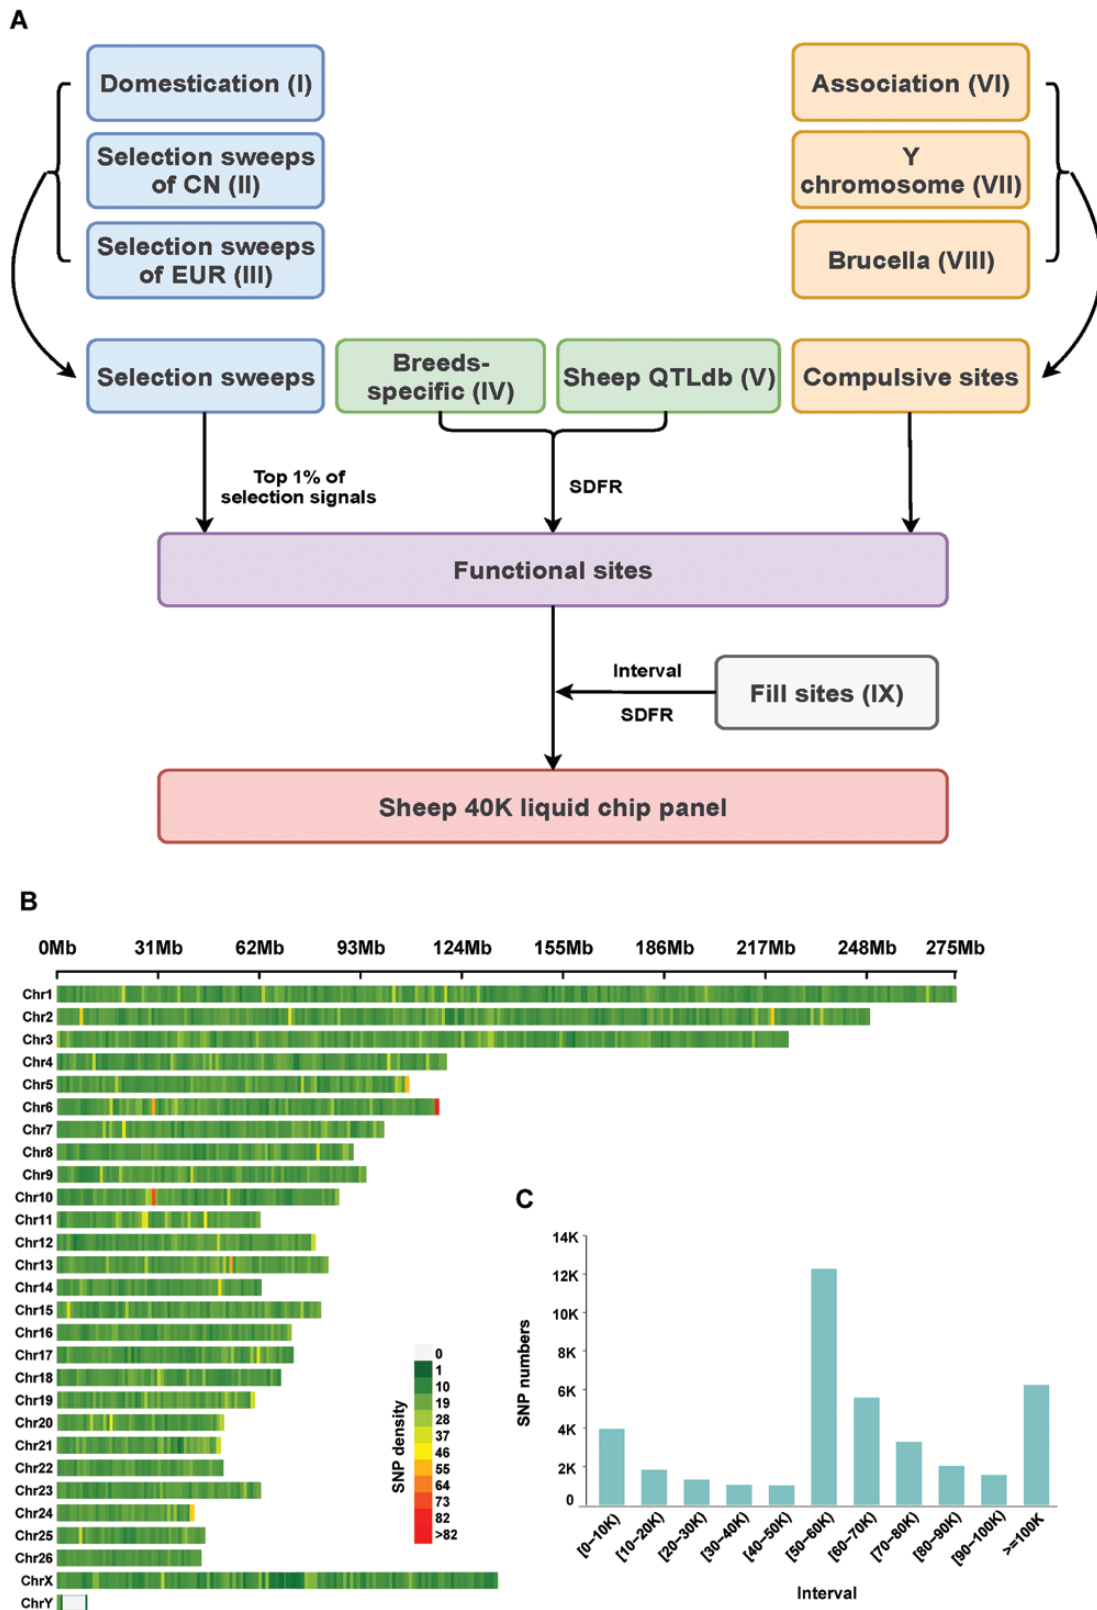 A
Domestication (I)
Selection sweeps
of CN (II)
Selection sweeps
of EUR (III)
Association (VI)
Y
chromosome (VII)
Brucella (VIII)
Selection sweeps
Breeds-
specific (IV)
Sheep QTLdb (V)
Compulsive sites
Top 1% of
selection signals
SDFR
Functional sites
Interval
SDFR
Fill sites (IX)
Sheep 40K liquid chip panel
B
0Mb 31Mb 62Mb 93Mb 124Mb 155Mb 186Mb 217Mb 248Mb 275Mb
Chr1
Chr2
Chr3
Chr4
Chr5
Chr6
Chr7
Chr8
Chr9
Chr10
Chr11
Chr12
Chr13
Chr14
Chr15
Chr16
Chr17
Chr18
Chr19
Chr20
Chr21
Chr22
Chr23
Chr24
Chr25
Chr26
ChrX
ChrY
SNP density
0
1
10
19
28
37
46
55
64
73
82
>82
C
SNP numbers
14K
12K
10K
8K
6K
4K
2K
0
[0~10K) [10~20K) [20~30K) [30~40K) [40~50K) [50~60K) [60~70K) [70~80K) [80~90K) [90~100K) >=100K
Interval